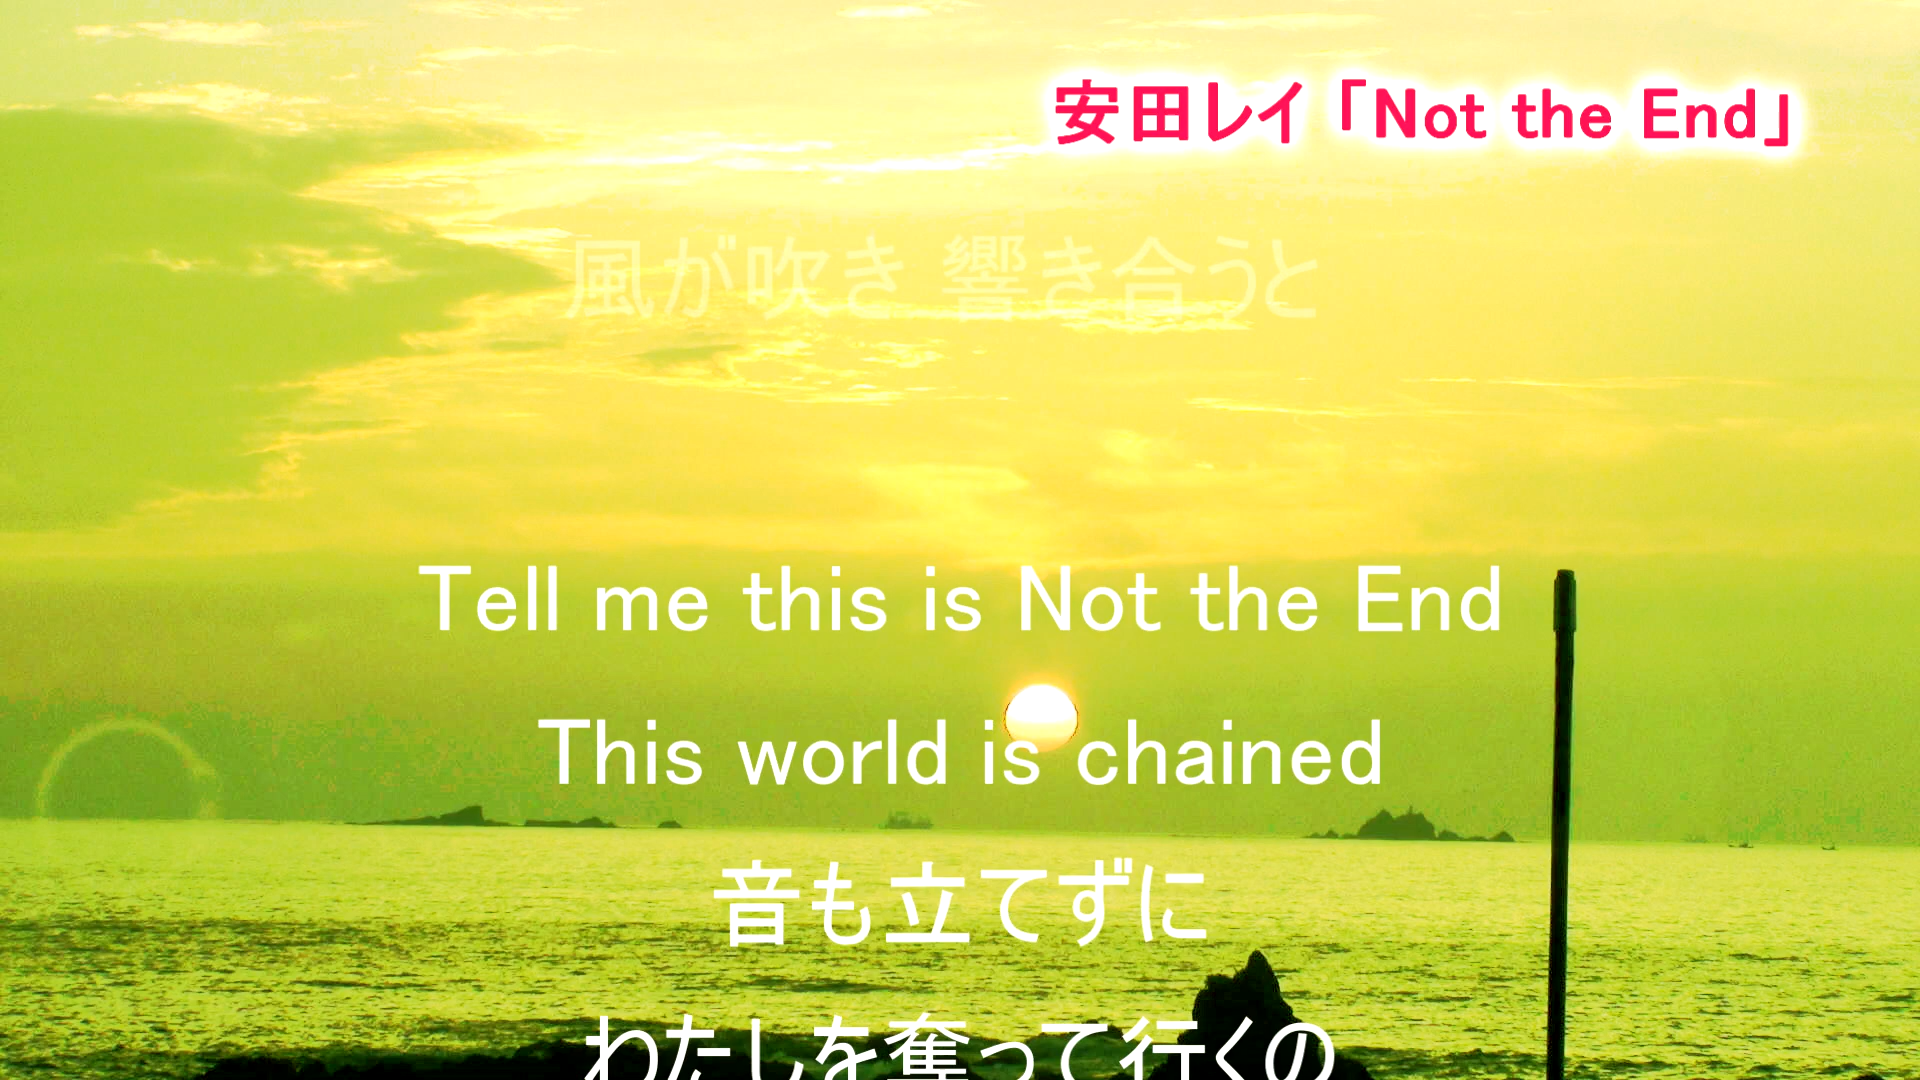 安田レイ「Not the End」
風が吹き 響き合うと
Tell me this is Not the End
This world is chained
音も立てずに
わたしを奪って行くの